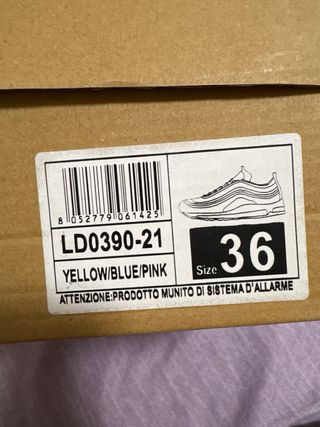 8 052779 061425
LD0390-21
YELLOW/BLUE/PINK
Size 36
ATTENZIONE:PRODOTTO MUNITO DI SISTEMA D'ALLARME